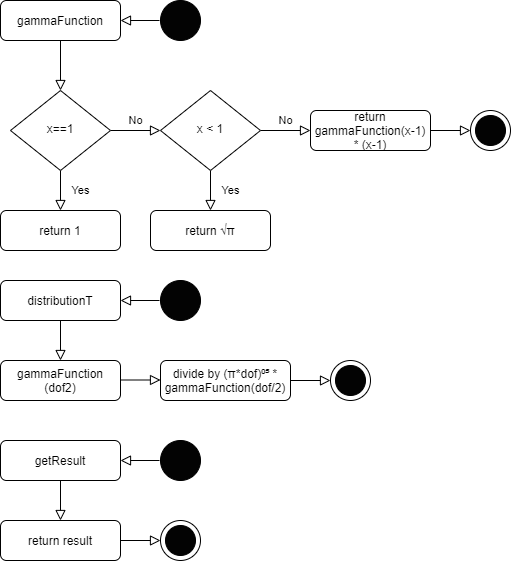 gammaFunction
x==1
No
x < 1
No
return
gammaFunction(x-1)
* (x-1)
Yes
Yes
return 1
return √π
distributionT
gammaFunction
(dof2)
divide by (π*dof)⁰⁵ *
gammaFunction(dof/2)
getResult
return result